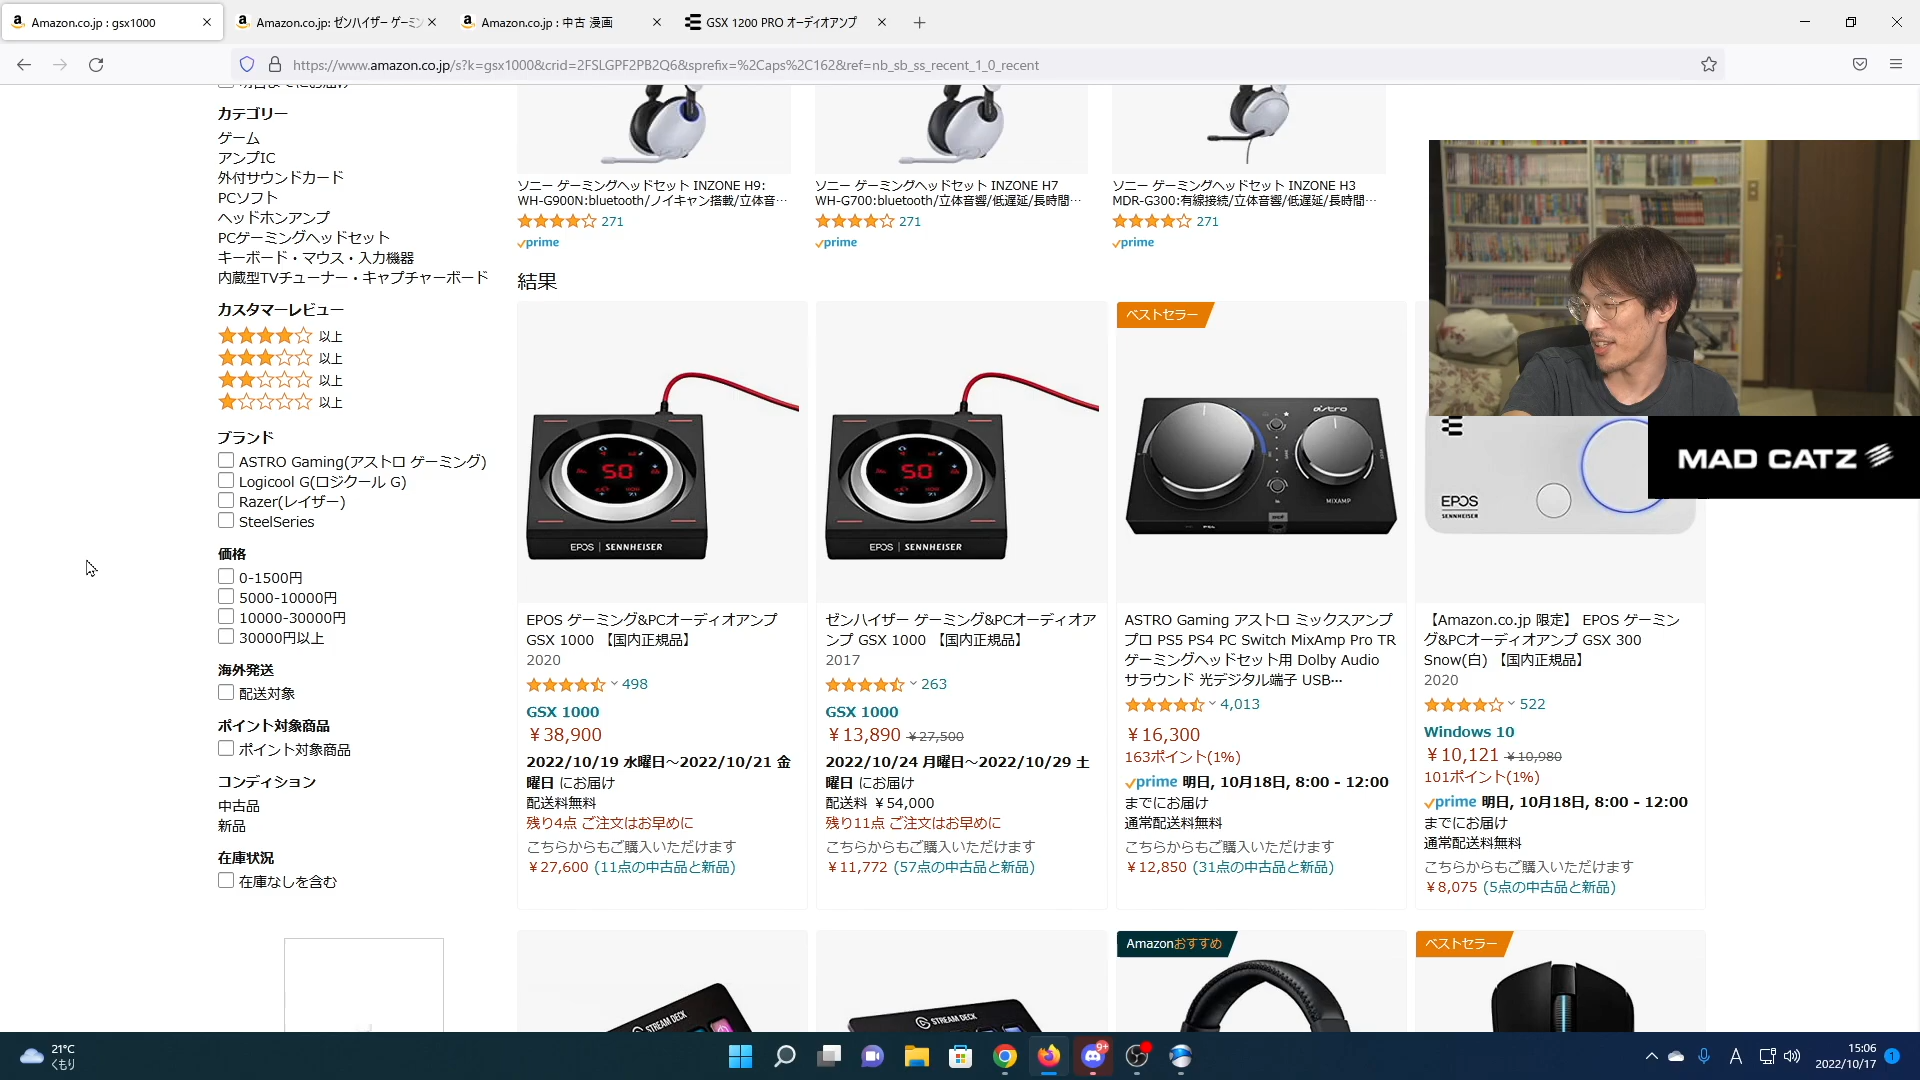 Amazon.co.jp : gsx1000
Amazon.co.jp: ゼンハイザー ゲーミン
Amazon.co.jp : 中古 漫画
GSX 1200 PRO オーディオアンプ
https://www.amazon.co.jp/s?k=gsx1000&crid=2FSLGPF2PB2Q6&sprefix=%2Caps%2C162&ref=nb_sb_ss_recent_1_0_recent
明日までにお届け
カテゴリー
ゲーム
アンプIC
外付サウンドカード
PCソフト
ヘッドホンアンプ
PCゲーミングヘッドセット
キーボード・マウス・入力機器
内蔵型TVチューナー・キャプチャーボード
カスタマーレビュー
以上
以上
以上
以上
ブランド
ASTRO Gaming(アストロ ゲーミング)
Logicool G(ロジクール G)
Razer(レイザー)
SteelSeries
価格
0-1500円
5000-10000円
10000-30000円
30000円以上
海外発送
配送対象
ポイント対象商品
ポイント対象商品
コンディション
中古品
新品
在庫状況
在庫なしを含む
ソニー ゲーミングヘッドセット INZONE H9:
WH-G900N:bluetooth/ノイキャン搭載/立体音…
271
prime
ソニー ゲーミングヘッドセット INZONE H7
WH-G700:bluetooth/立体音響/低遅延/長時間…
271
prime
ソニー ゲーミングヘッドセット INZONE H3
MDR-G300:有線接続/立体音響/低遅延/長時間…
271
prime
結果
50
EPOS | SENNHEISER
EPOS ゲーミング&PCオーディオアンプ
GSX 1000 【国内正規品】
2020
498
GSX 1000
￥38,900
2022/10/19 水曜日～2022/10/21 金
曜日 にお届け
配送料無料
残り4点 ご注文はお早めに
こちらからもご購入いただけます
￥27,600 (11点の中古品と新品)
50
EPOS | SENNHEISER
ゼンハイザー ゲーミング&PCオーディオア
ンプ GSX 1000 【国内正規品】
2017
263
GSX 1000
￥13,890 ￥27,500
2022/10/24 月曜日～2022/10/29 土
曜日 にお届け
配送料 ￥54,000
残り11点 ご注文はお早めに
こちらからもご購入いただけます
￥11,772 (57点の中古品と新品)
ベストセラー
astro
MIXAMP
ASTRO Gaming アストロ ミックスアンプ
プロ PS5 PS4 PC Switch MixAmp Pro TR
ゲーミングヘッドセット用 Dolby Audio
サラウンド 光デジタル端子 USB…
4,013
￥16,300
163ポイント(1%)
prime 明日, 10月18日, 8:00 - 12:00
までにお届け
通常配送料無料
こちらからもご購入いただけます
￥12,850 (31点の中古品と新品)
MAD CATZ
EPOS
SENNHEISER
【Amazon.co.jp 限定】 EPOS ゲーミン
グ&PCオーディオアンプ GSX 300
Snow(白) 【国内正規品】
2020
522
Windows 10
￥10,121 ￥10,980
101ポイント(1%)
prime 明日, 10月18日, 8:00 - 12:00
までにお届け
通常配送料無料
こちらからもご購入いただけます
￥8,075 (5点の中古品と新品)
STREAM DECK
STREAM DECK
Amazonおすすめ
ベストセラー
21°C
くもり
9+
A
15:06
2022/10/17
1